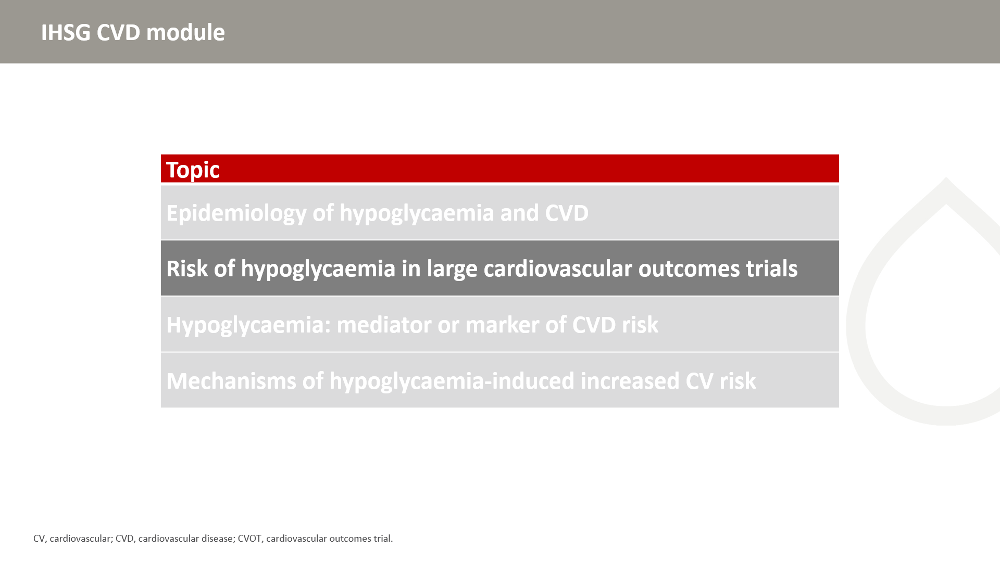 IHSG CVD module
Topic
Epidemiology of hypoglycaemia and CVD
Risk of hypoglycaemia in large cardiovascular outcomes trials
Hypoglycaemia: mediator or marker of CVD risk
Mechanisms of hypoglycaemia-induced increased CV risk
CV, cardiovascular; CVD, cardiovascular disease; CVOT, cardiovascular outcomes trial.